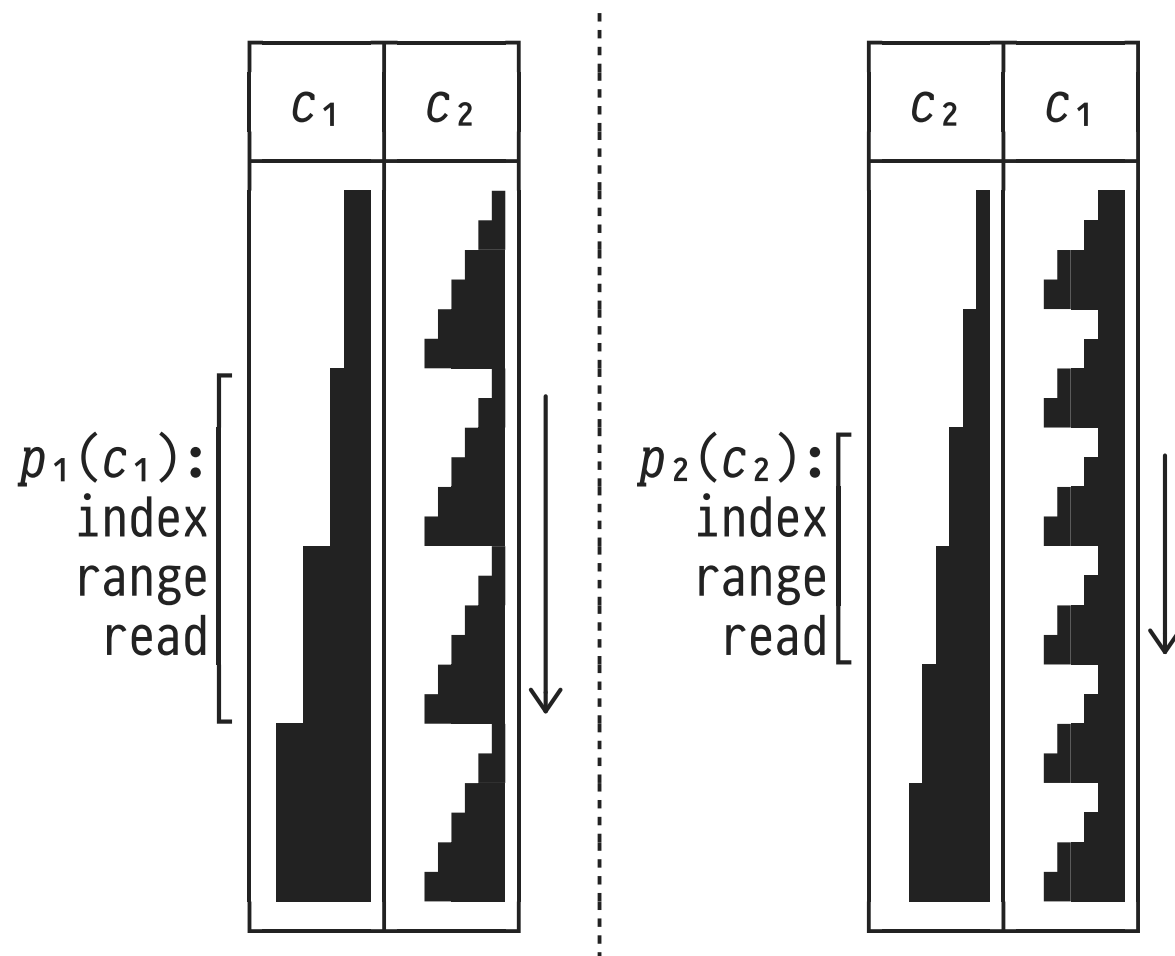 c₁ c₂
p₁(c₁):
index
range
read
c₂ c₁
p₂(c₂):
index
range
read